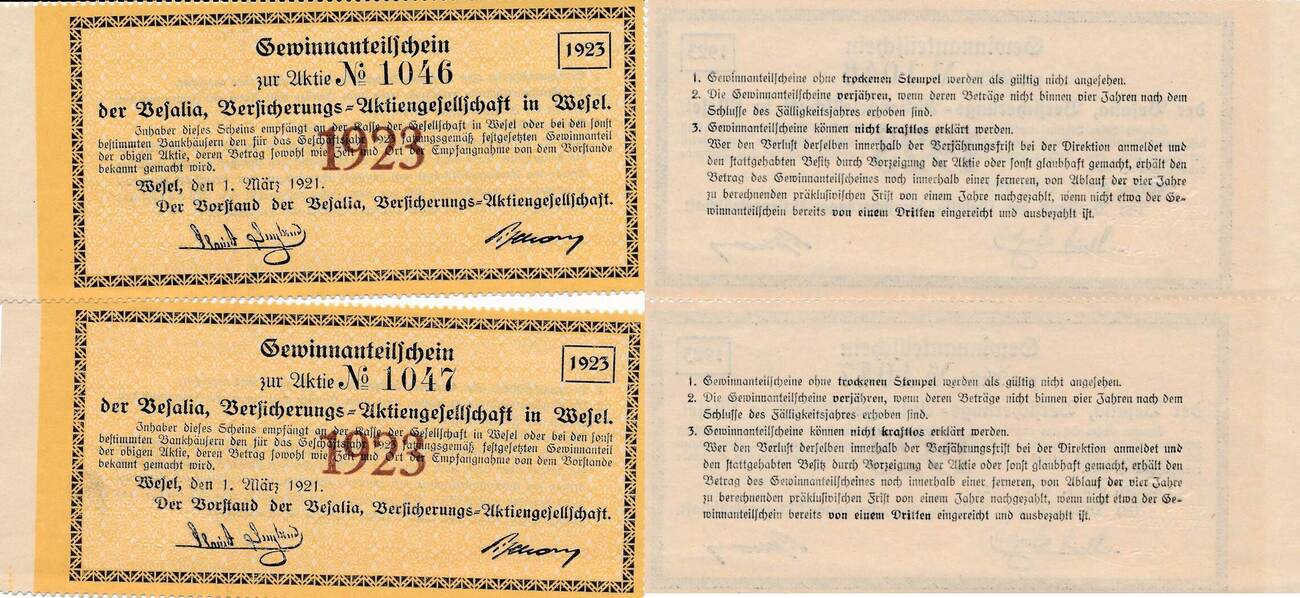 Gewinnanteilschein
1923
zur Aktie № 1046
der Vesalia, Versicherungs=Aktiengesellschaft in Wesel.
Inhaber dieses Scheins empfängt an der Kasse der Gesellschaft in Wesel oder bei den sonst
bestimmten Bankhäusern den für das Geschäftsjahr 1923 satzungsgemäß festgesetzten Gewinnanteil
der obigen Aktie, deren Betrag sowohl wie Zeit und Ort der Empfangnahme von dem Vorstande
bekannt gemacht wird.
1923
Wesel, den 1. März 1921.
Der Vorstand der Vesalia, Versicherungs=Aktiengesellschaft.
Gewinnanteilschein
1923
zur Aktie № 1047
der Vesalia, Versicherungs=Aktiengesellschaft in Wesel.
Inhaber dieses Scheins empfängt an der Kasse der Gesellschaft in Wesel oder bei den sonst
bestimmten Bankhäusern den für das Geschäftsjahr 1923 satzungsgemäß festgesetzten Gewinnanteil
der obigen Aktie, deren Betrag sowohl wie Zeit und Ort der Empfangnahme von dem Vorstande
bekannt gemacht wird.
1923
Wesel, den 1. März 1921.
Der Vorstand der Vesalia, Versicherungs=Aktiengesellschaft.
1. Gewinnanteilscheine ohne trockenen Stempel werden als gültig nicht angesehen.
2. Die Gewinnanteilscheine verjähren, wenn deren Beträge nicht binnen vier Jahren nach dem
Schlusse des Fälligkeitsjahres erhoben sind.
3. Gewinnanteilscheine können nicht kraftlos erklärt werden.
Wer den Verlust derselben innerhalb der Verjährungsfrist bei der Direktion anmeldet und
den stattgehabten Besitz durch Vorzeigung der Aktie oder sonst glaubhaft gemacht, erhält den
Betrag des Gewinnanteilscheines noch innerhalb einer ferneren, von Ablauf der vier Jahre
zu berechnenden präklusivischen Frist von einem Jahre nachgezahlt, wenn nicht etwa der Ge=
winnanteilschein bereits von einem Dritten eingereicht und ausbezahlt ist.
1. Gewinnanteilscheine ohne trockenen Stempel werden als gültig nicht angesehen.
2. Die Gewinnanteilscheine verjähren, wenn deren Beträge nicht binnen vier Jahren nach dem
Schlusse des Fälligkeitsjahres erhoben sind.
3. Gewinnanteilscheine können nicht kraftlos erklärt werden.
Wer den Verlust derselben innerhalb der Verjährungsfrist bei der Direktion anmeldet und
den stattgehabten Besitz durch Vorzeigung der Aktie oder sonst glaubhaft gemacht, erhält den
Betrag des Gewinnanteilscheines noch innerhalb einer ferneren, von Ablauf der vier Jahre
zu berechnenden präklusivischen Frist von einem Jahre nachgezahlt, wenn nicht etwa der Ge=
winnanteilschein bereits von einem Dritten eingereicht und ausbezahlt ist.